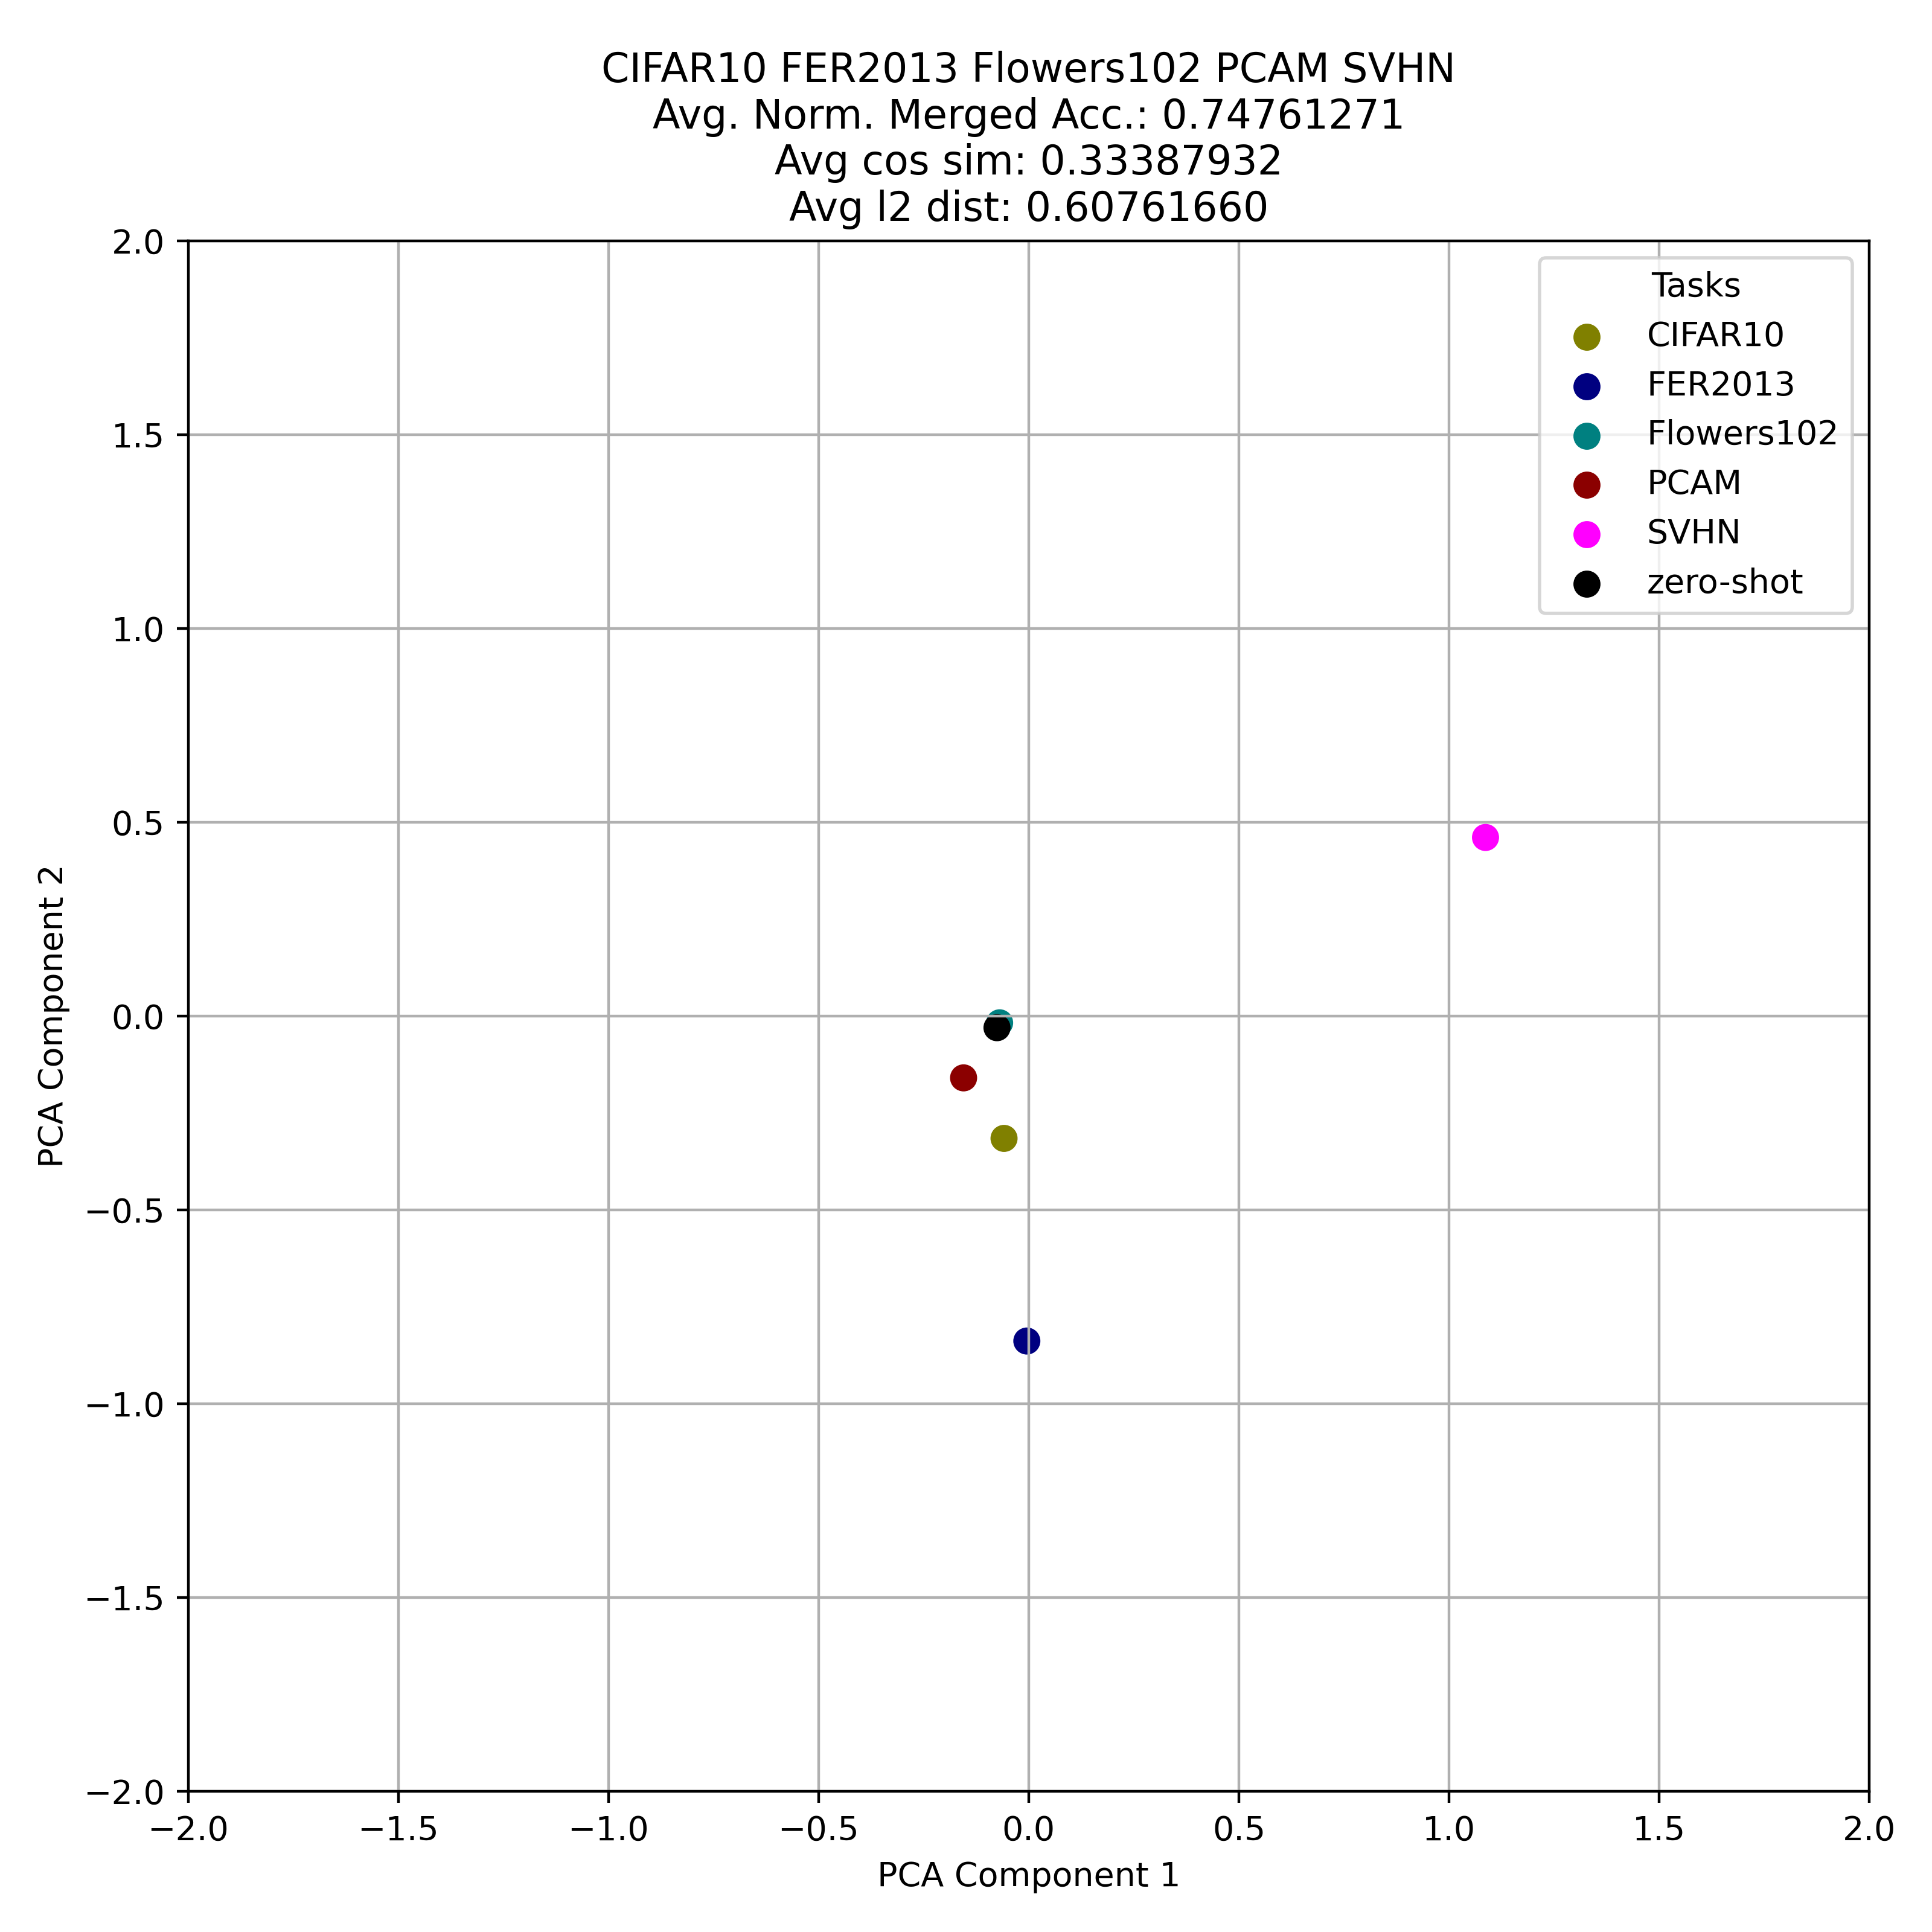 CIFAR10 FER2013 Flowers102 PCAM SVHN
Avg. Norm. Merged Acc.: 0.74761271
Avg cos sim: 0.33387932
Avg l2 dist: 0.60761660
2.0
1.5
1.0
0.5
0.0
−0.5
−1.0
−1.5
−2.0
PCA Component 2
Tasks
CIFAR10
FER2013
Flowers102
PCAM
SVHN
zero-shot
−2.0 −1.5 −1.0 −0.5 0.0 0.5 1.0 1.5 2.0
PCA Component 1